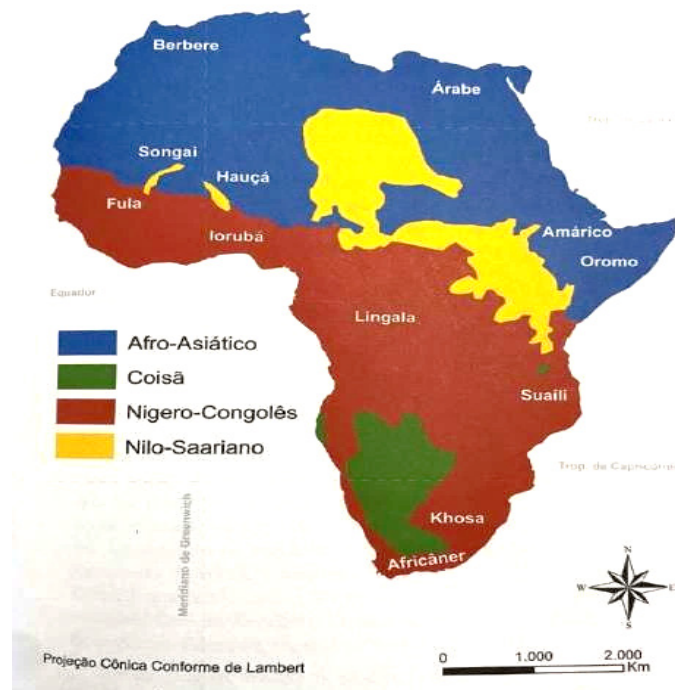 Berbere
Árabe
Songai
Hauçá
Fula
Iorubá
Amárico
Oromo
Equador
Lingala
Afro-Asiático
Coisã
Nigero-Congolês
Nilo-Saariano
Suaíli
Trop. de Capricórnio
Khosa
Africâner
Meridiano de Greenwich
N
W
E
S
Projeção Cônica Conforme de Lambert
0 1.000 2.000
Km